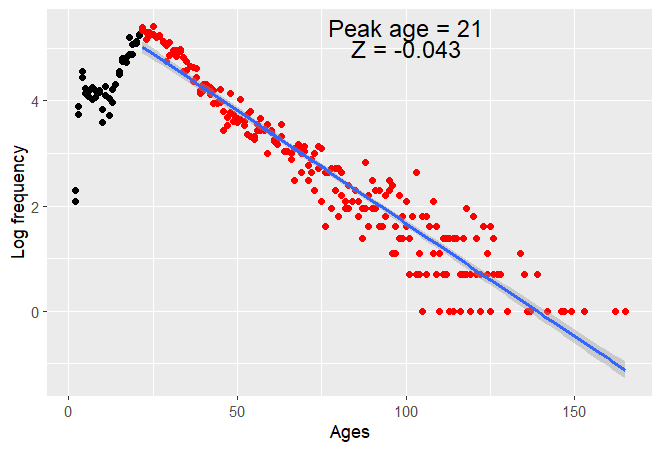 Peak age = 21
Z = -0.043
Log frequency
4
2
0
0
50
100
150
Ages